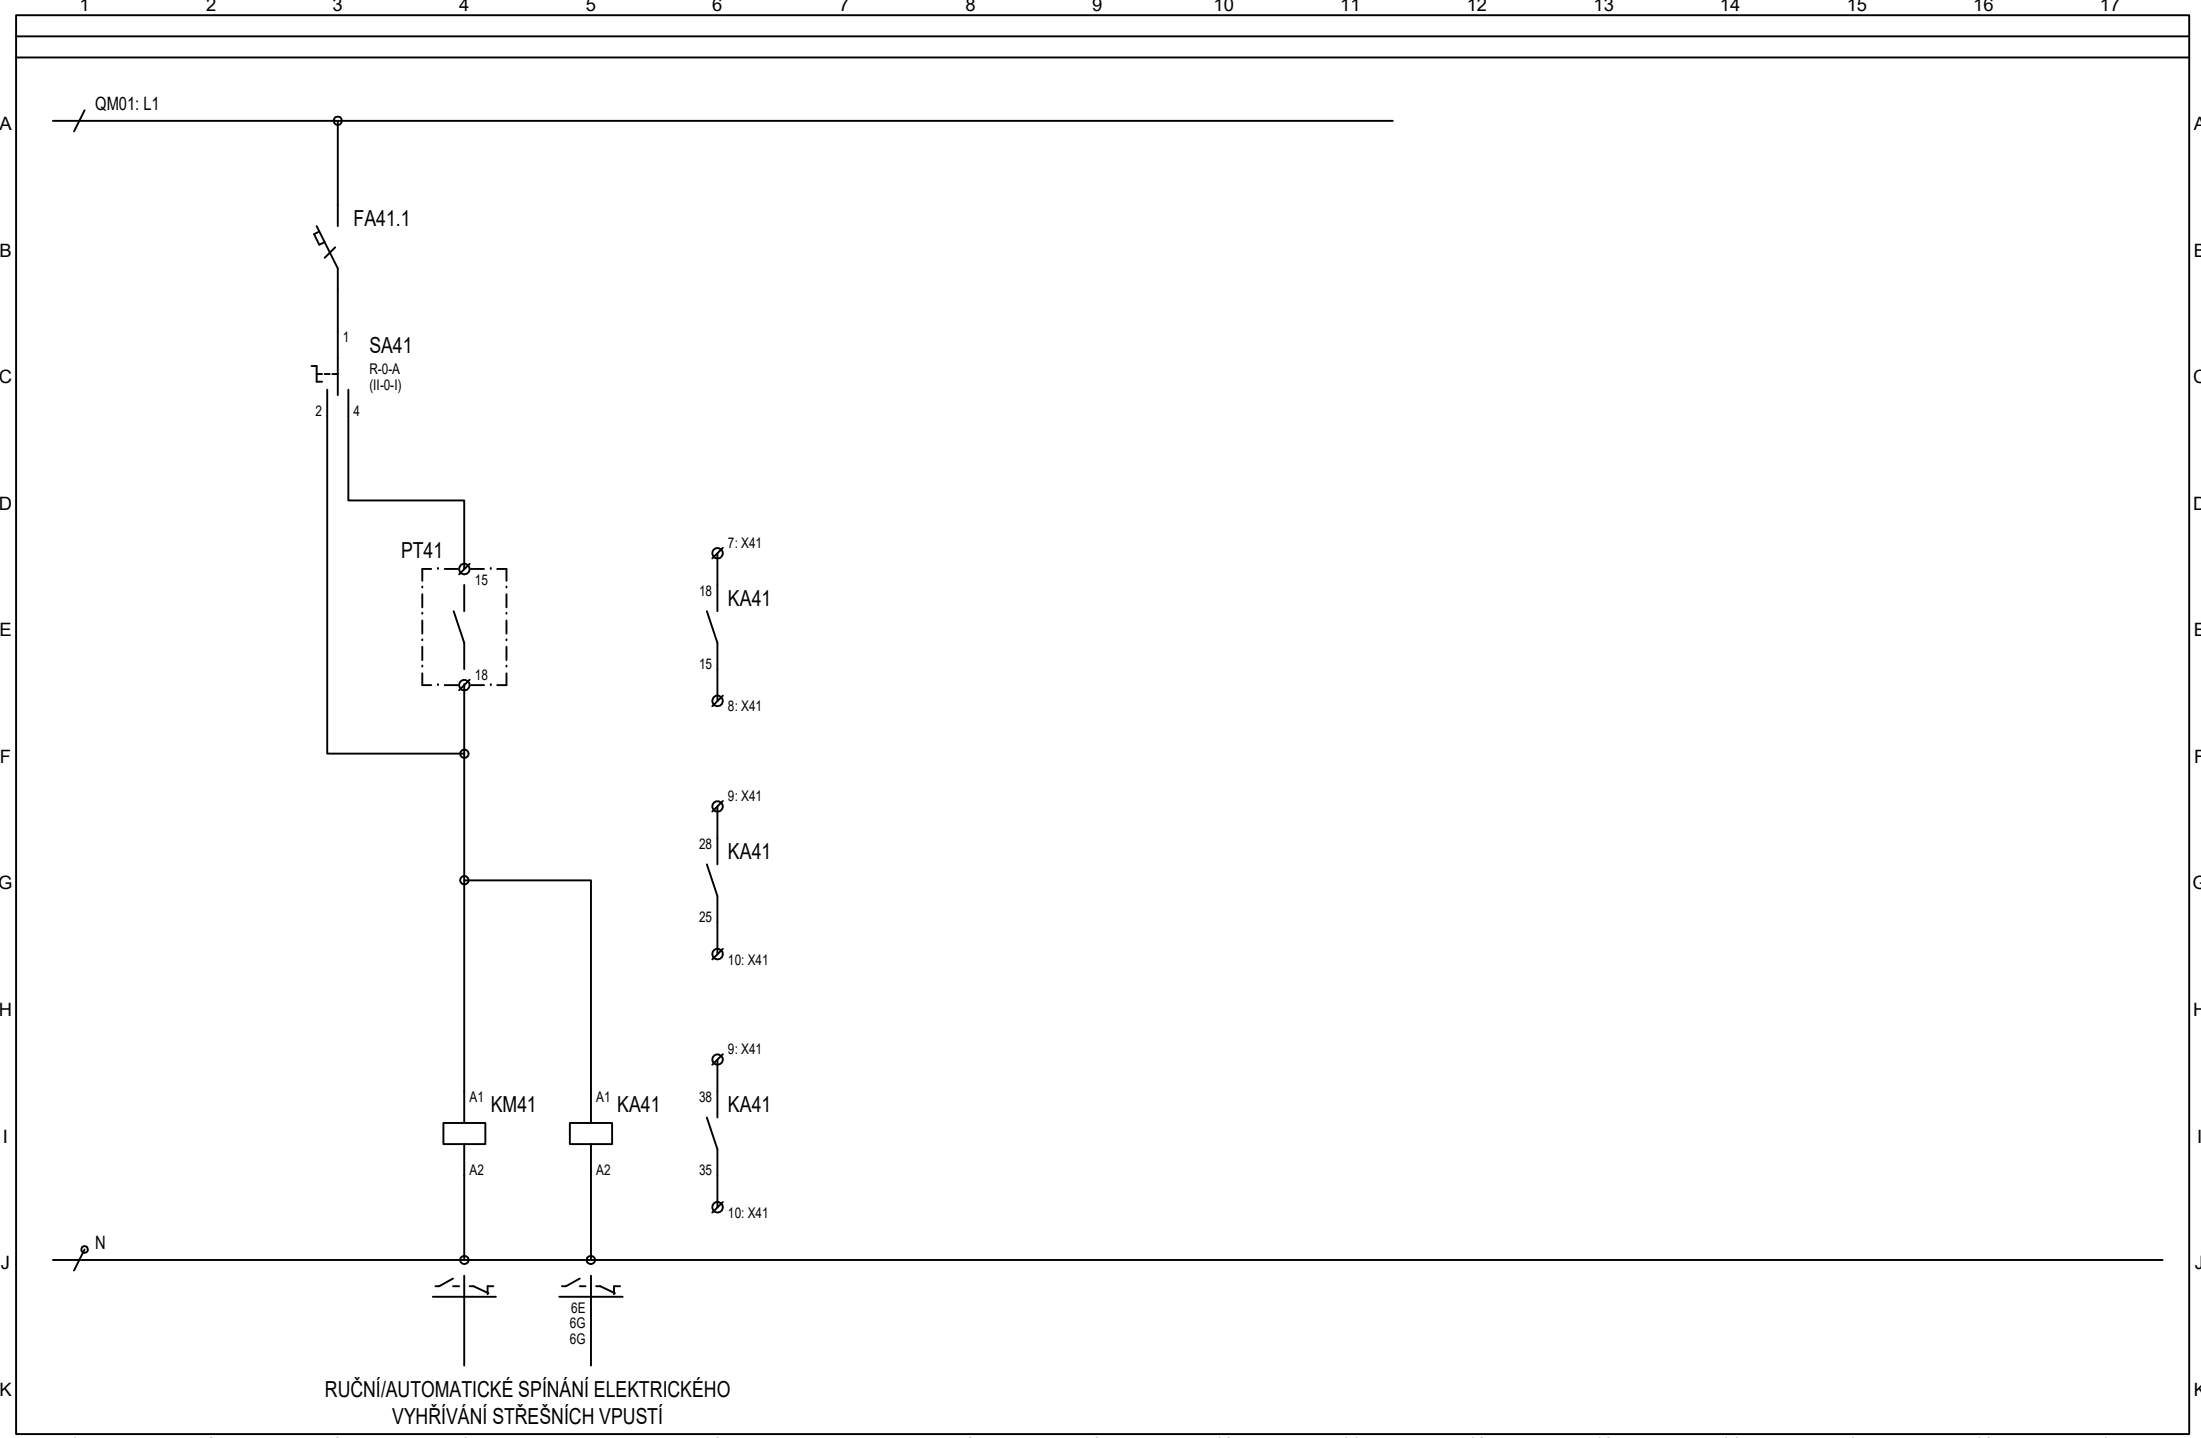 1 2 3 4 5 6 7 8 9 10 11 12 13 14 15 16 17
QM01: L1
A A
FA41.1
B B
1
SA41
R-0-A
(II-0-I)
C C
2 4
D D
7: X41
PT41
15
18 KA41
E E
15
18
8: X41
F F
9: X41
28 KA41
G G
25
10: X41
H H
9: X41
A1 KM41 A1 KA41 38 KA41
I I
A2 A2 35
10: X41
N
J J
6E
6G
6G
K K
RUČNÍ/AUTOMATICKÉ SPÍNÁNÍ ELEKTRICKÉHO
VYHŘÍVÁNÍ STŘEŠNÍCH VPUSTÍ